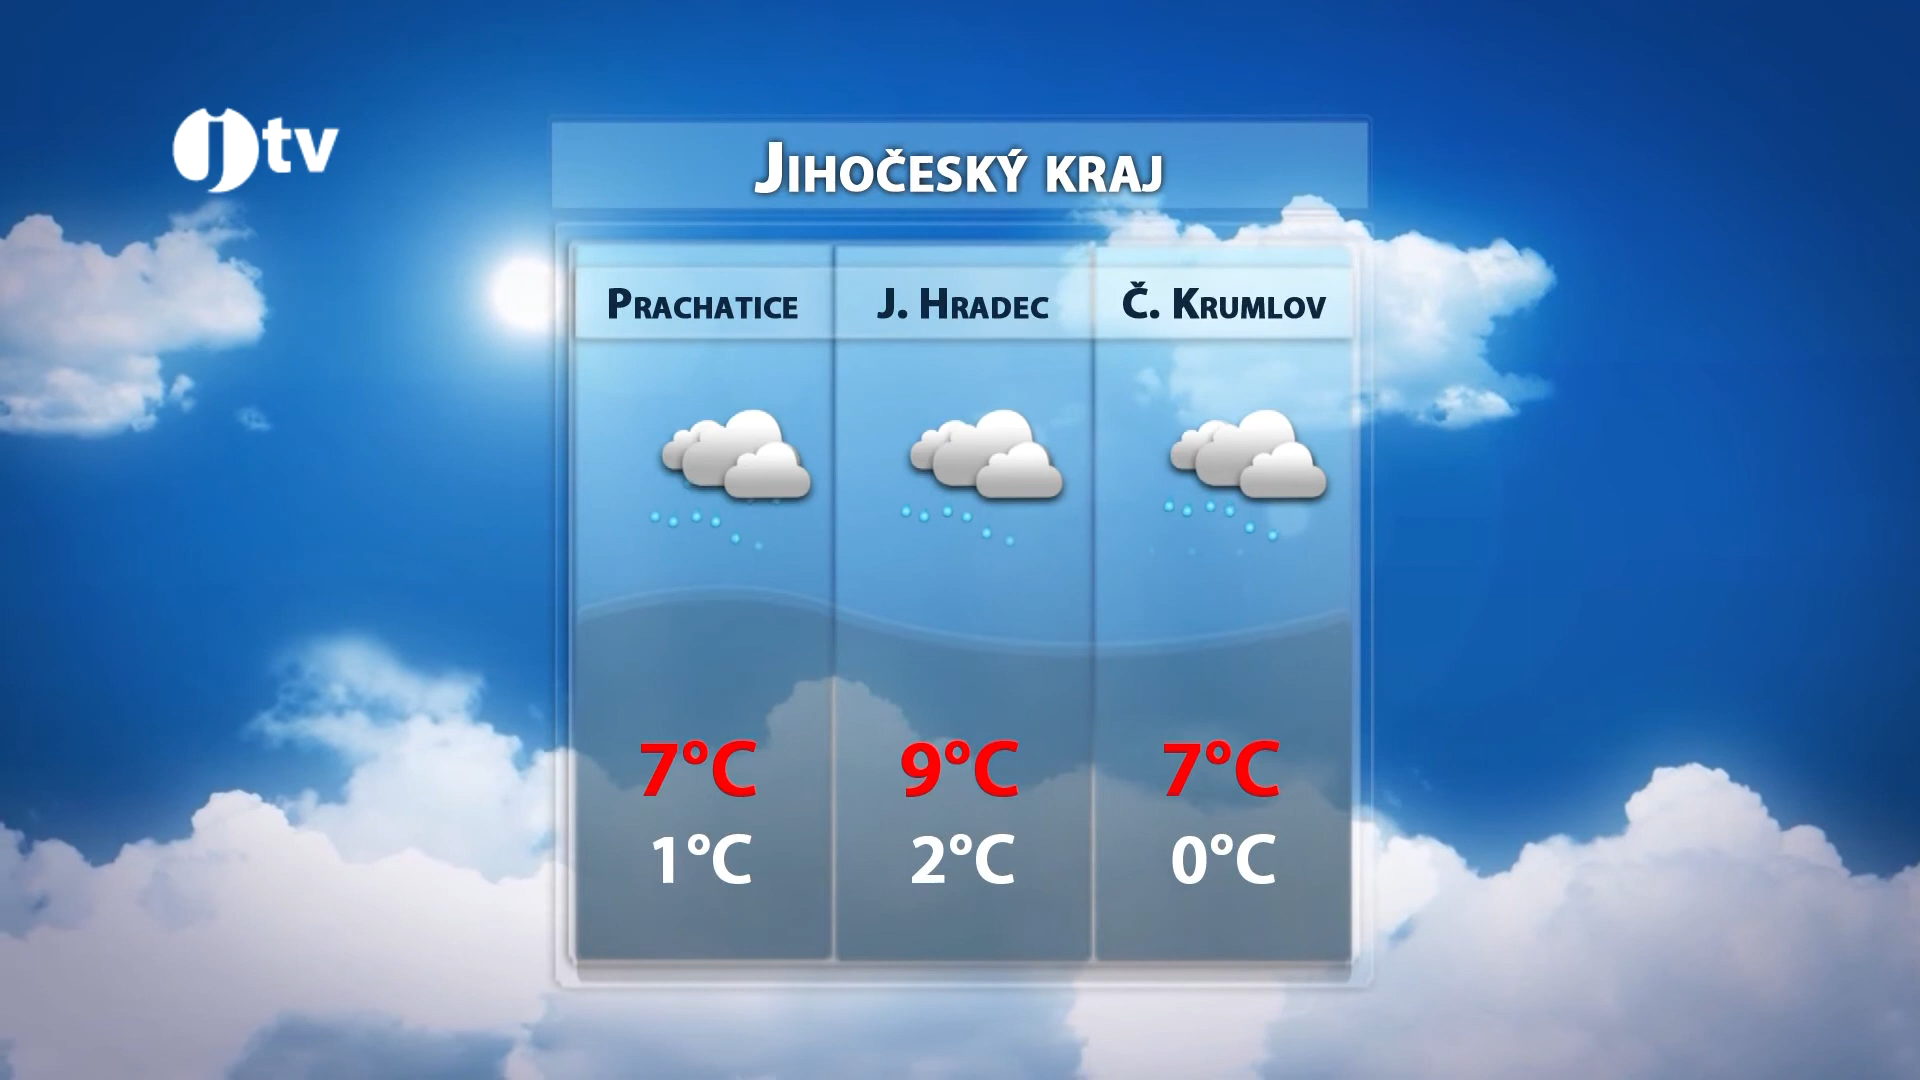 jtv
JIHOČESKÝ KRAJ
PRACHATICE
J. HRADEC
Č. KRUMLOV
7°C
9°C
7°C
1°C
2°C
0°C